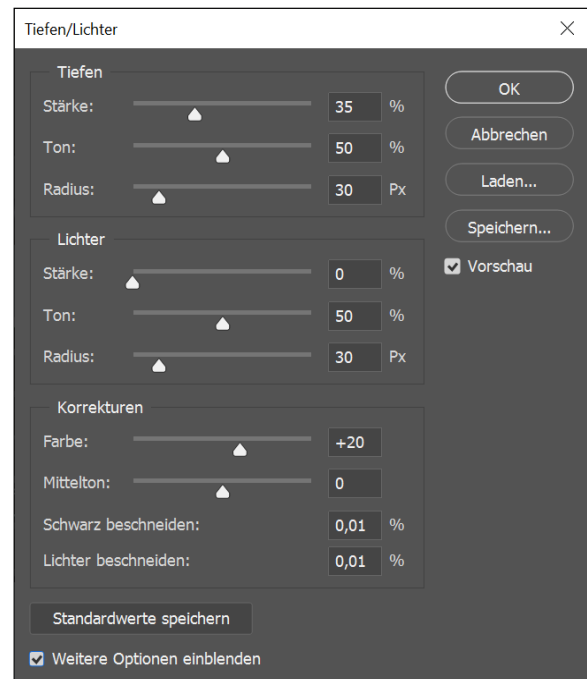 Tiefen/Lichter
Tiefen
Stärke: 35 %
Ton: 50 %
Radius: 30 Px
Lichter
Stärke: 0 %
Ton: 50 %
Radius: 30 Px
Korrekturen
Farbe: +20
Mittelton: 0
Schwarz beschneiden: 0,01 %
Lichter beschneiden: 0,01 %
Standardwerte speichern
Weitere Optionen einblenden
OK
Abbrechen
Laden...
Speichern...
Vorschau